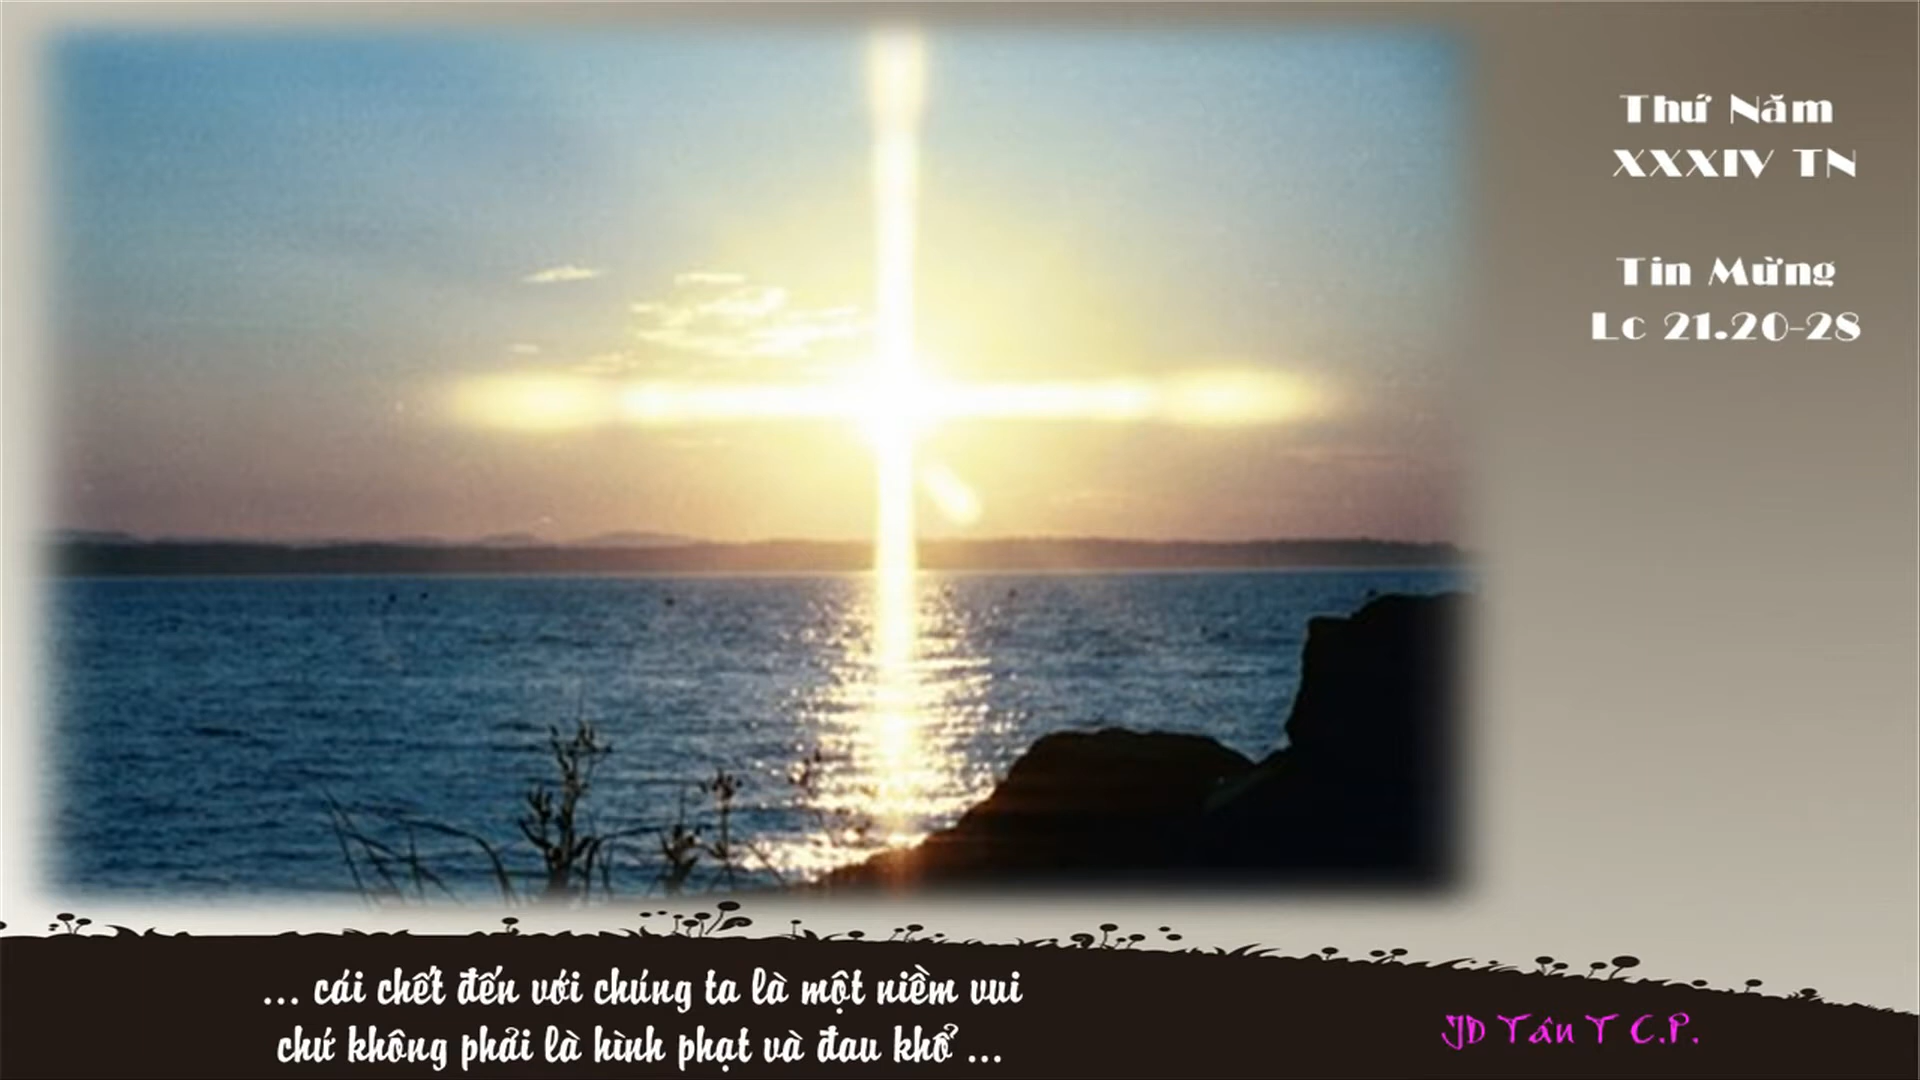 Thứ Năm
XXXIV TN
Tin Mừng
Lc 21.20-28
... cái chết đến với chúng ta là một niềm vui
chứ không phải là hình phạt và đau khổ ...
JD Tân T C.P.